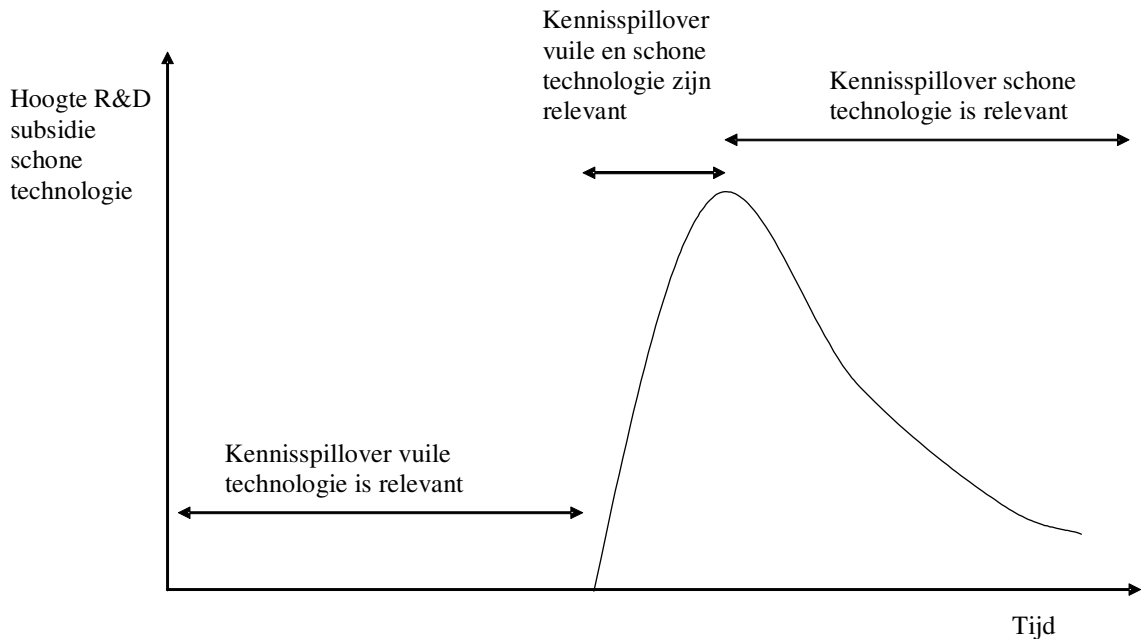 Kennisspillover
vuile en schone
technologie zijn
relevant
Kennisspillover schone
technologie is relevant
Hoogte R&D
subsidie
schone
technologie
Kennisspillover vuile
technologie is relevant
Tijd